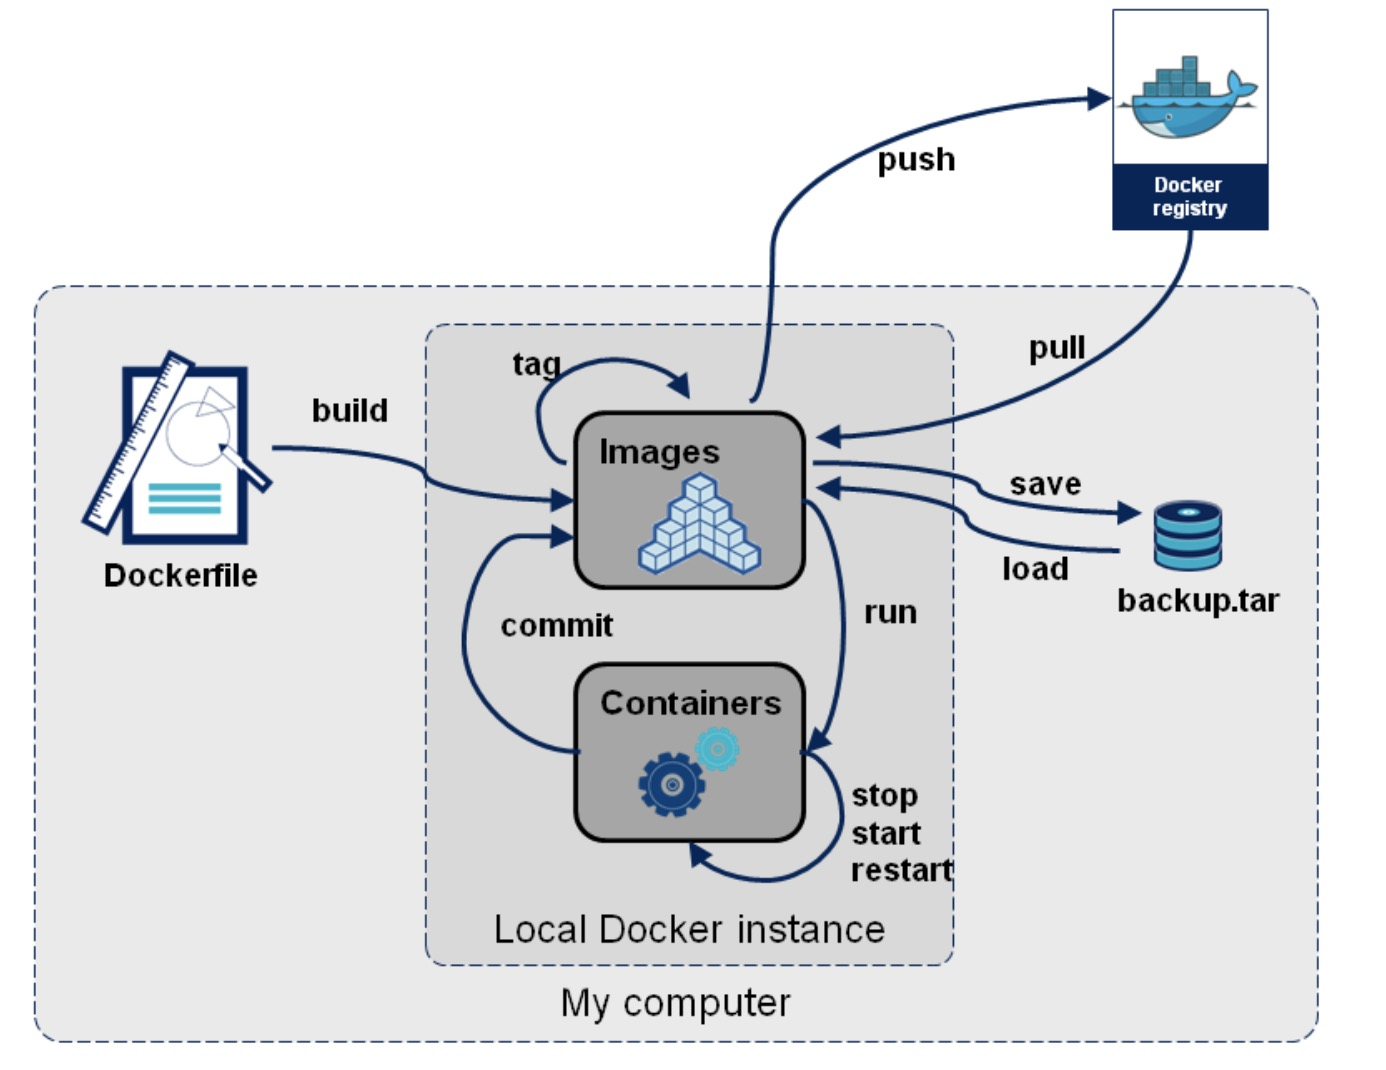 Docker
registry
push
pull
tag
build
Images
save
load
backup.tar
Dockerfile
commit
run
Containers
stop
start
restart
Local Docker instance
My computer